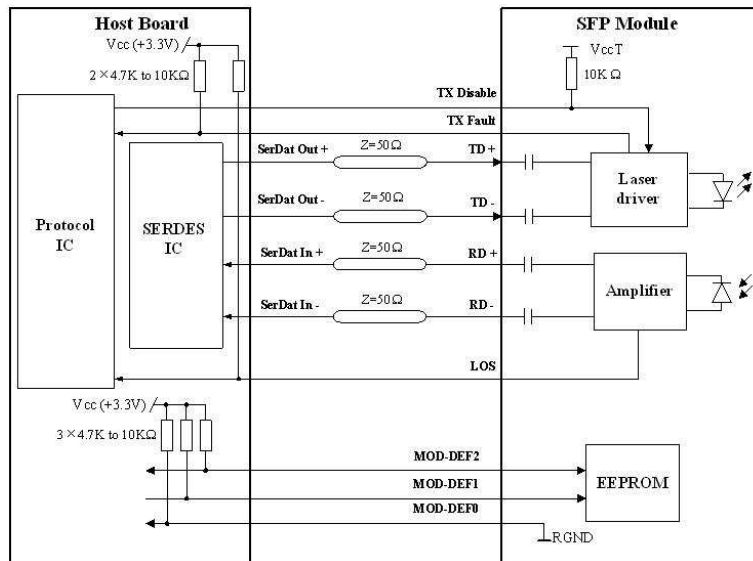 Host Board
SFP Module
Vcc (+3.3V)
VccT
2×4.7K to 10KΩ
10K Ω
TX Disable
TX Fault
SerDat Out +
Z=50Ω
TD +
SerDat Out -
Z=50Ω
TD -
Laser
driver
Protocol
IC
SERDES
IC
SerDat In +
Z=50Ω
RD +
Amplifier
SerDat In -
Z=50Ω
RD -
LOS
Vcc (+3.3V)
3×4.7K to 10KΩ
MOD-DEF2
MOD-DEF1
MOD-DEF0
EEPROM
RGND